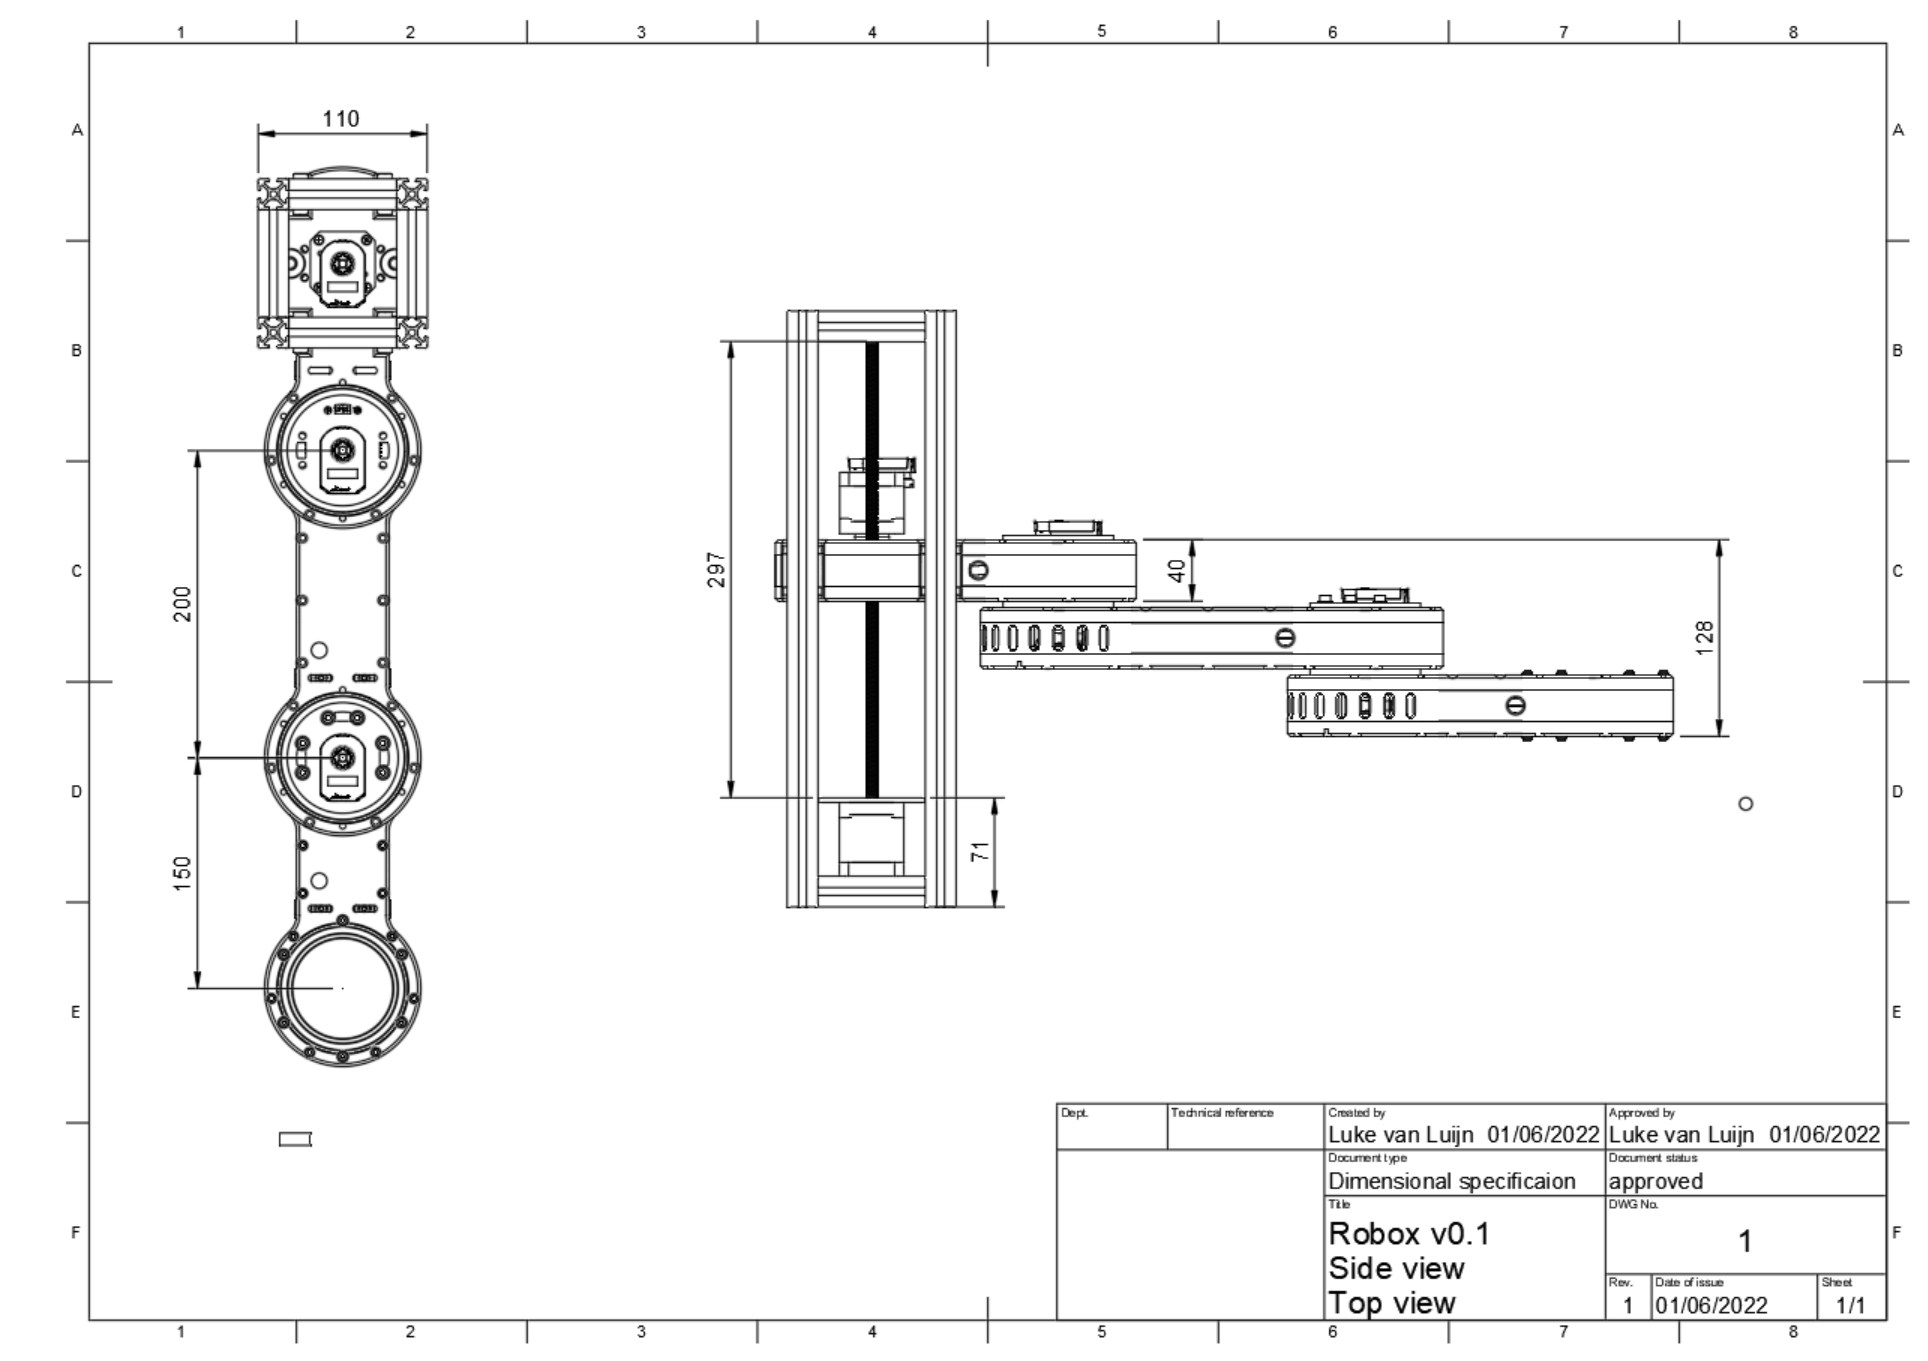 1 2 3 4 5 6 7 8
A A
110
B B
297
C C
40
200
128
D D
71
150
E E
Dept. Technical reference Created by Approved by
Luke van Luijn 01/06/2022 Luke van Luijn 01/06/2022
Document type Document status
Dimensional specificaion approved
Title DWG No.
F F
Robox v0.1 1
Side view
Rev. Date of issue Sheet
Top view 1 01/06/2022 1/1
1 2 3 4 5 6 7 8